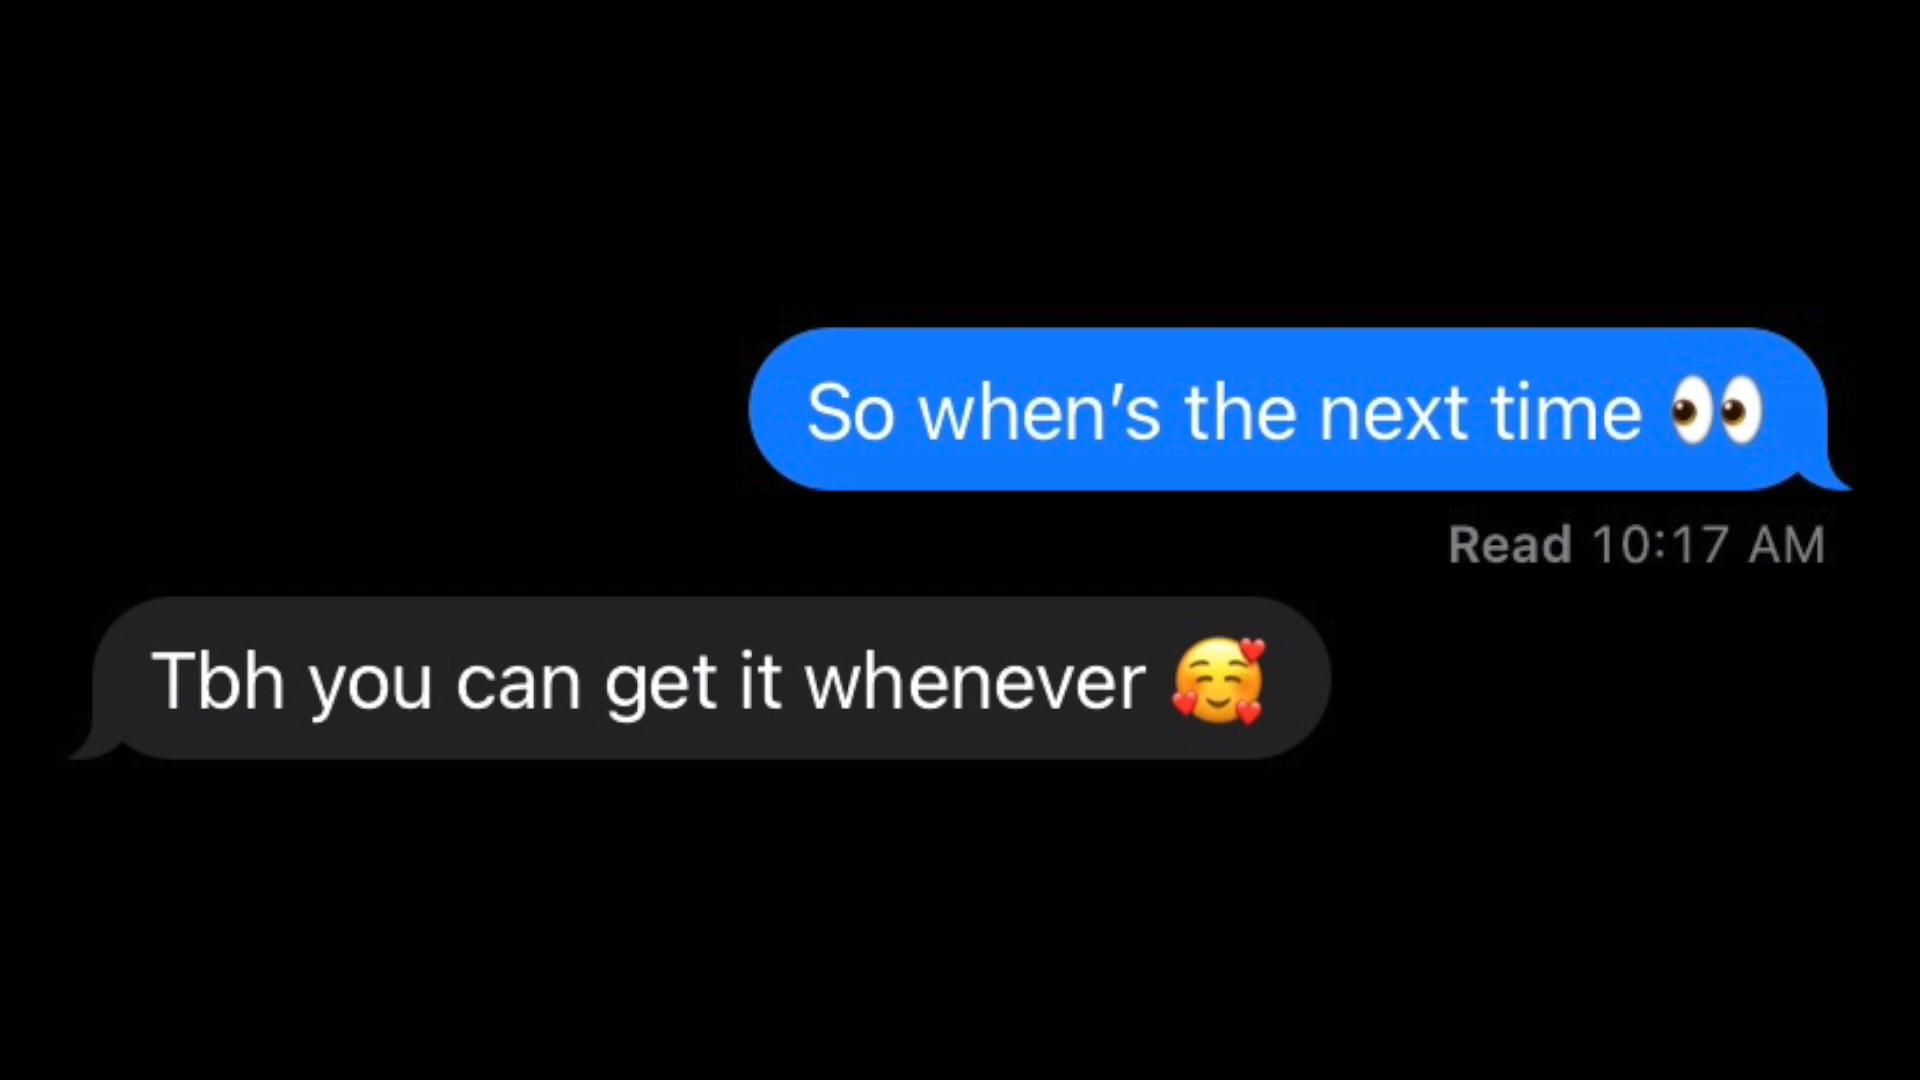 So when’s the next time 👀
Read 10:17 AM
Tbh you can get it whenever 🥰